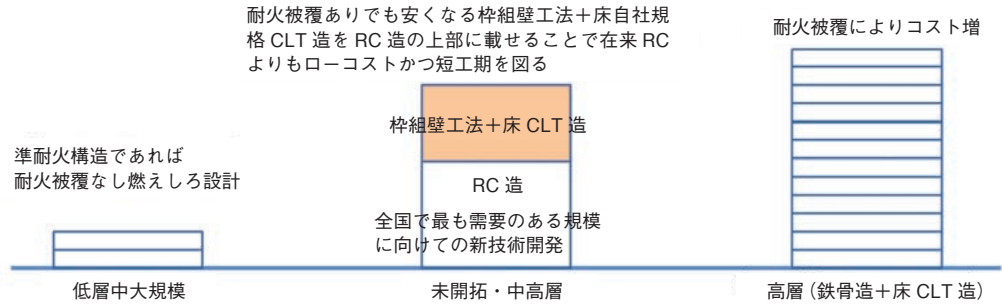 耐火被覆ありでも安くなる枠組壁工法＋床自社規
格 CLT 造を RC 造の上部に載せることで在来 RC
よりもローコストかつ短工期を図る
耐火被覆によりコスト増
枠組壁工法＋床 CLT 造
準耐火構造であれば
耐火被覆なし燃えしろ設計
RC 造
全国で最も需要のある規模
に向けての新技術開発
低層中大規模
未開拓・中高層
高層（鉄骨造＋床 CLT 造）